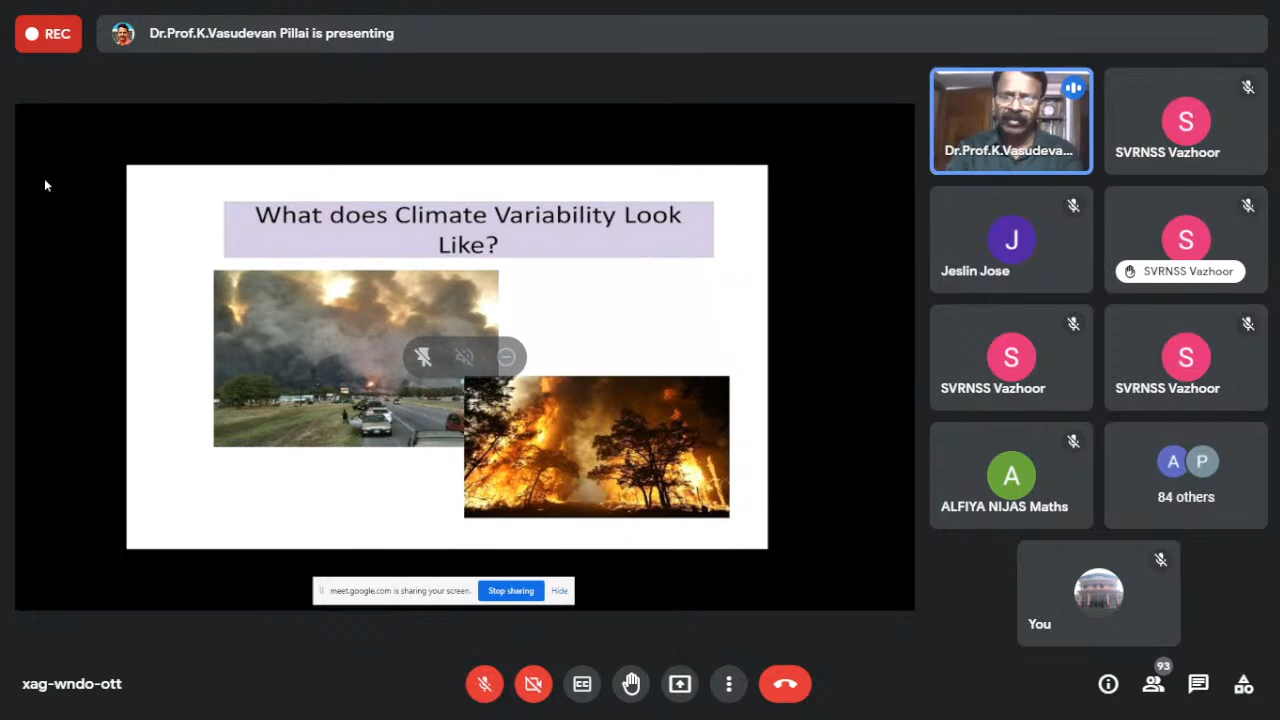 REC
Dr.Prof.K.Vasudevan Pillai is presenting
What does Climate Variability Look
Like?
meet.google.com is sharing your screen.
Stop sharing
Hide
Dr.Prof.K.Vasudeva...
S
SVRNSS Vazhoor
J
Jeslin Jose
S
SVRNSS Vazhoor
S
SVRNSS Vazhoor
S
SVRNSS Vazhoor
A
ALFIYA NIJAS Maths
A P
84 others
You
xag-wndo-ott
CC
93